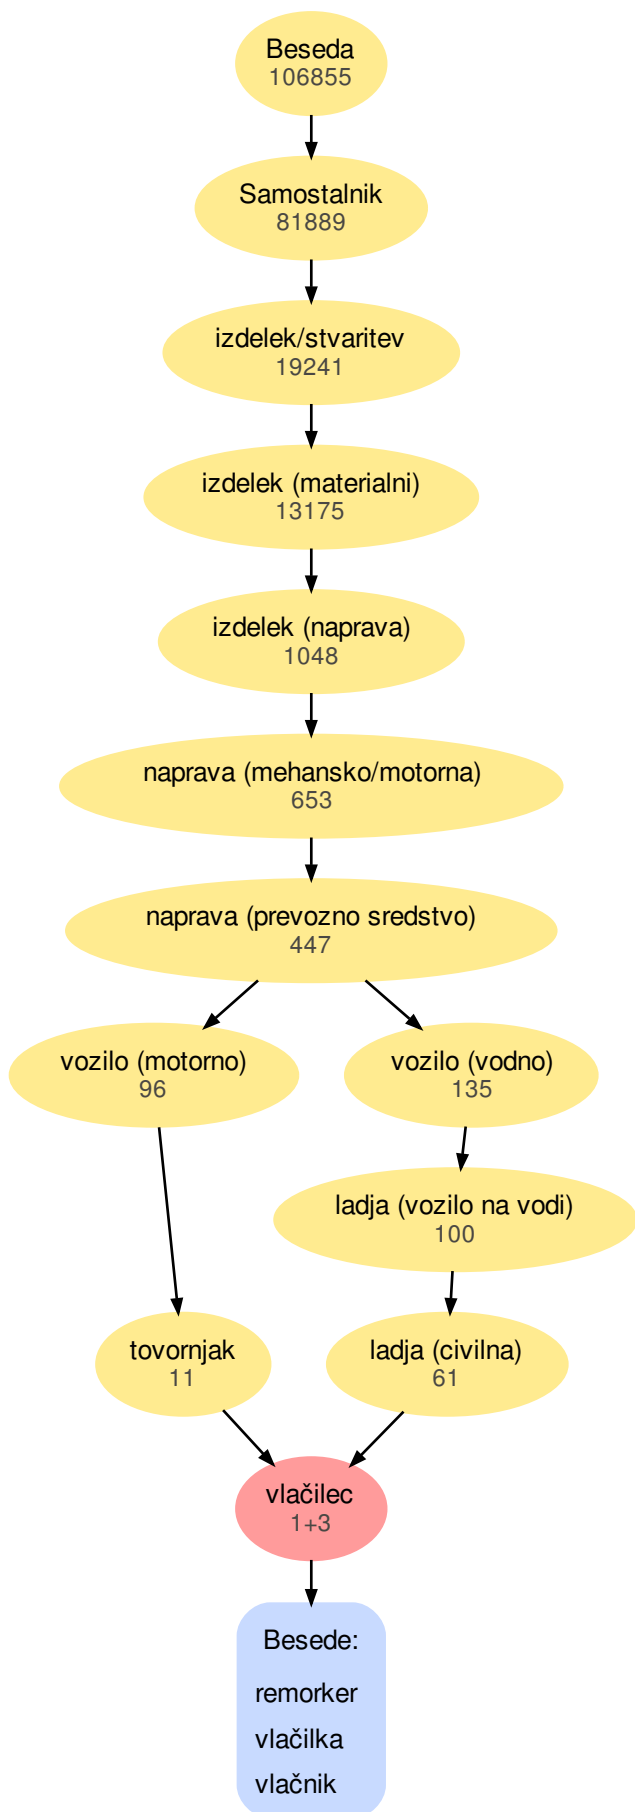 Beseda
106855
Samostalnik
81889
izdelek/stvaritev
19241
izdelek (materialni)
13175
izdelek (naprava)
1048
naprava (mehansko/motorna)
653
naprava (prevozno sredstvo)
447
vozilo (motorno)
96
vozilo (vodno)
135
ladja (vozilo na vodi)
100
tovornjak
11
ladja (civilna)
61
vlačilec
1+3
Besede:
remorker
vlačilka
vlačnik